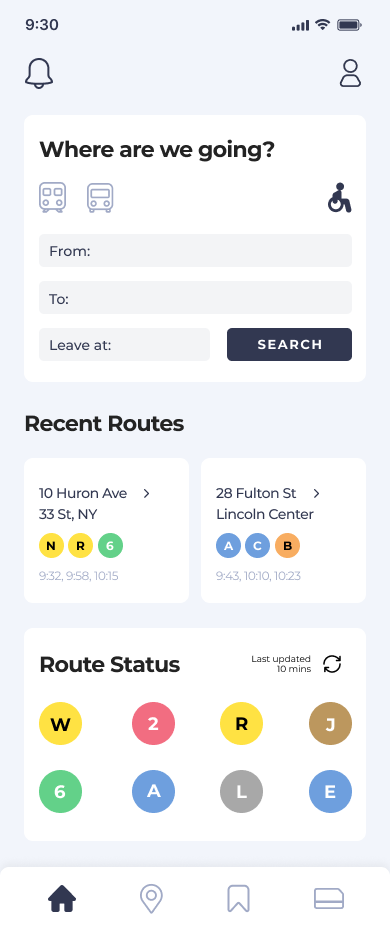 9:30
Where are we going?
From:
To:
Leave at:
SEARCH
Recent Routes
10 Huron Ave
33 St, NY
N R 6
9:32, 9:58, 10:15
28 Fulton St
Lincoln Center
A C B
9:43, 10:10, 10:23
Route Status
Last updated
10 mins
W 2 R J
6 A L E